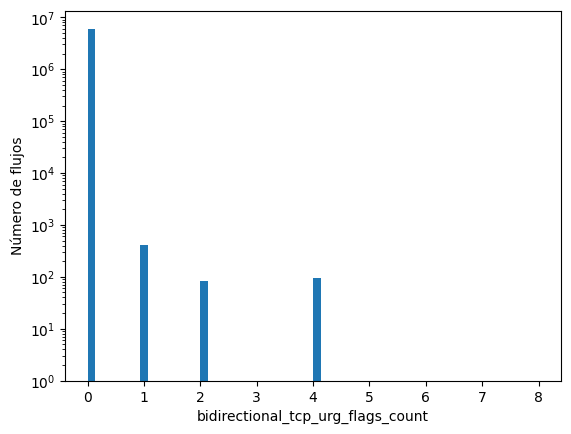 10⁷
10⁶
10⁵
10⁴
10³
10²
10¹
10⁰
Número de flujos
0 1 2 3 4 5 6 7 8
bidirectional_tcp_urg_flags_count